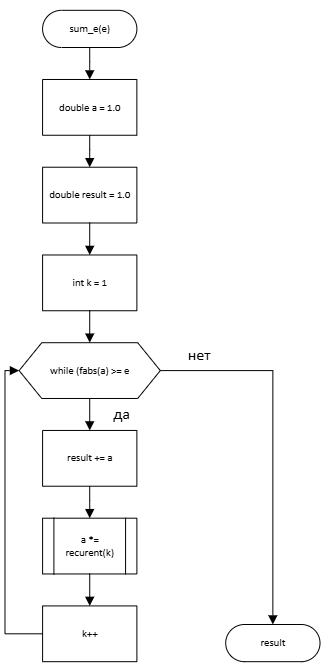 sum_e(e)
double a = 1.0
double result = 1.0
int k = 1
while (fabs(a) >= e
нет
да
result += a
a *=
recurent(k)
k++
result